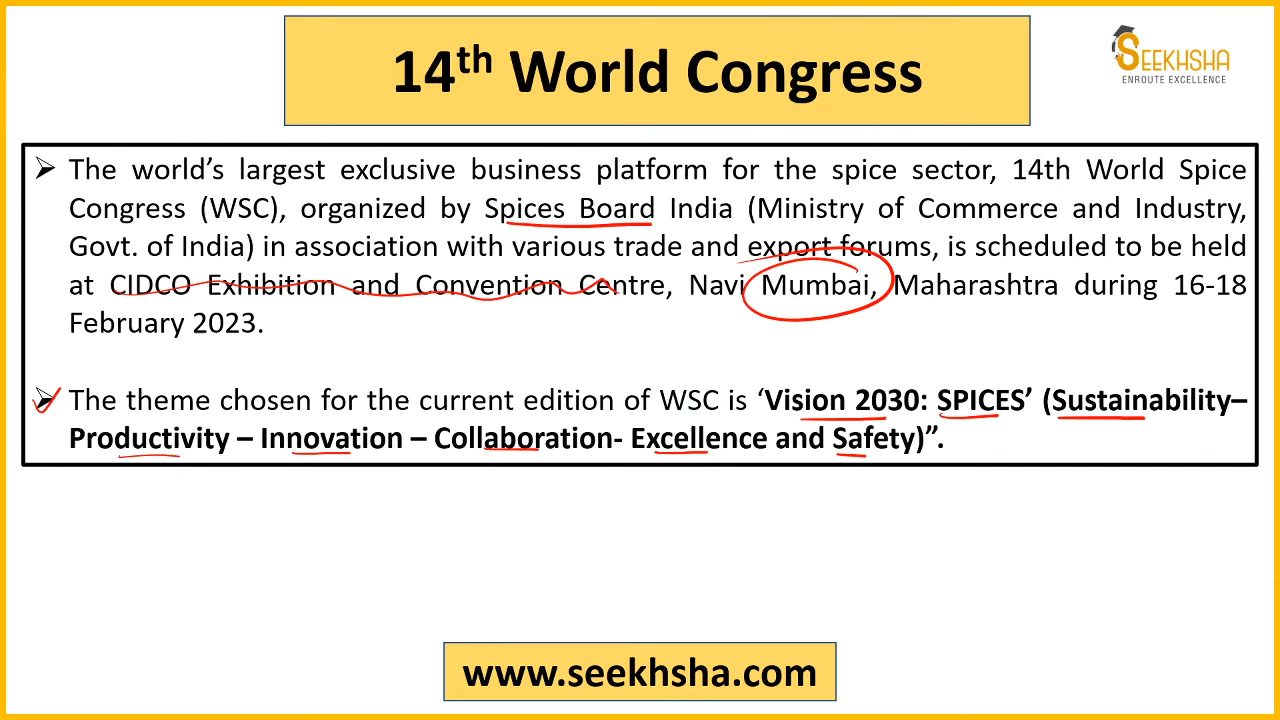 14th World Congress
SEEKHSHA
ENROUTE EXCELLENCE
➢ The world’s largest exclusive business platform for the spice sector, 14th World Spice
Congress (WSC), organized by Spices Board India (Ministry of Commerce and Industry,
Govt. of India) in association with various trade and export forums, is scheduled to be held
at CIDCO Exhibition and Convention Centre, Navi Mumbai, Maharashtra during 16-18
February 2023.
➢ The theme chosen for the current edition of WSC is ‘Vision 2030: SPICES’ (Sustainability–
Productivity – Innovation – Collaboration- Excellence and Safety)”.
www.seekhsha.com